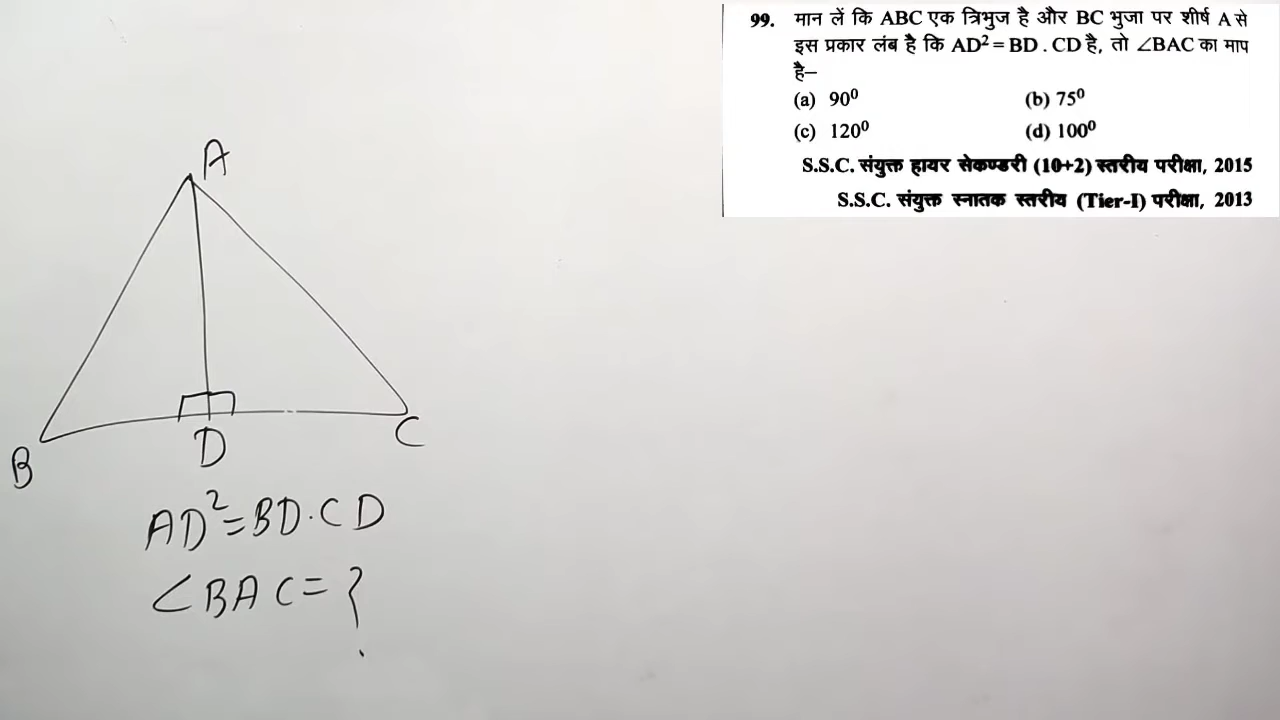 99. मान लें कि ABC एक त्रिभुज है और BC भुजा पर शीर्ष A से
इस प्रकार लंब है कि AD² = BD . CD है, तो ∠BAC का माप
है–
(a) 90⁰ (b) 75⁰
(c) 120⁰ (d) 100⁰
S.S.C. संयुक्त हायर सेकण्डरी (10+2) स्तरीय परीक्षा, 2015
S.S.C. संयुक्त स्नातक स्तरीय (Tier-I) परीक्षा, 2013
A
B
D
C
AD² = BD . CD
∠BAC = ?